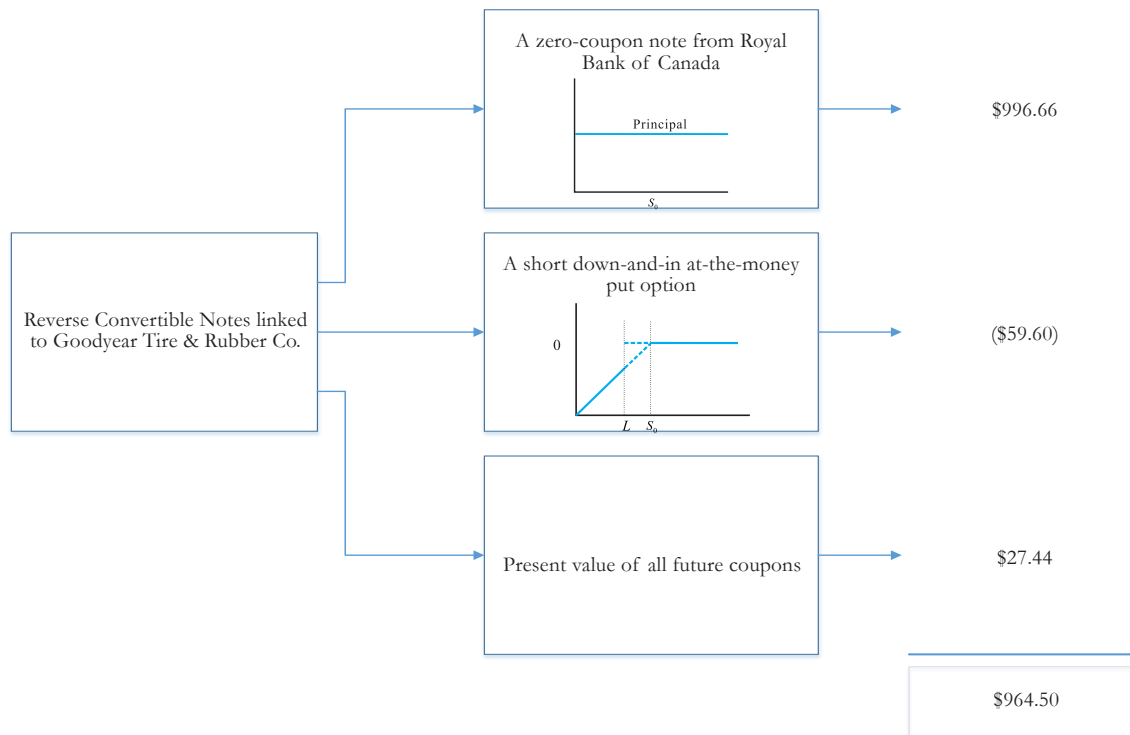 A zero-coupon note from Royal
Bank of Canada
Principal
S₀
$996.66
Reverse Convertible Notes linked
to Goodyear Tire & Rubber Co.
A short down-and-in at-the-money
put option
0
L S₀
($59.60)
Present value of all future coupons
$27.44
$964.50